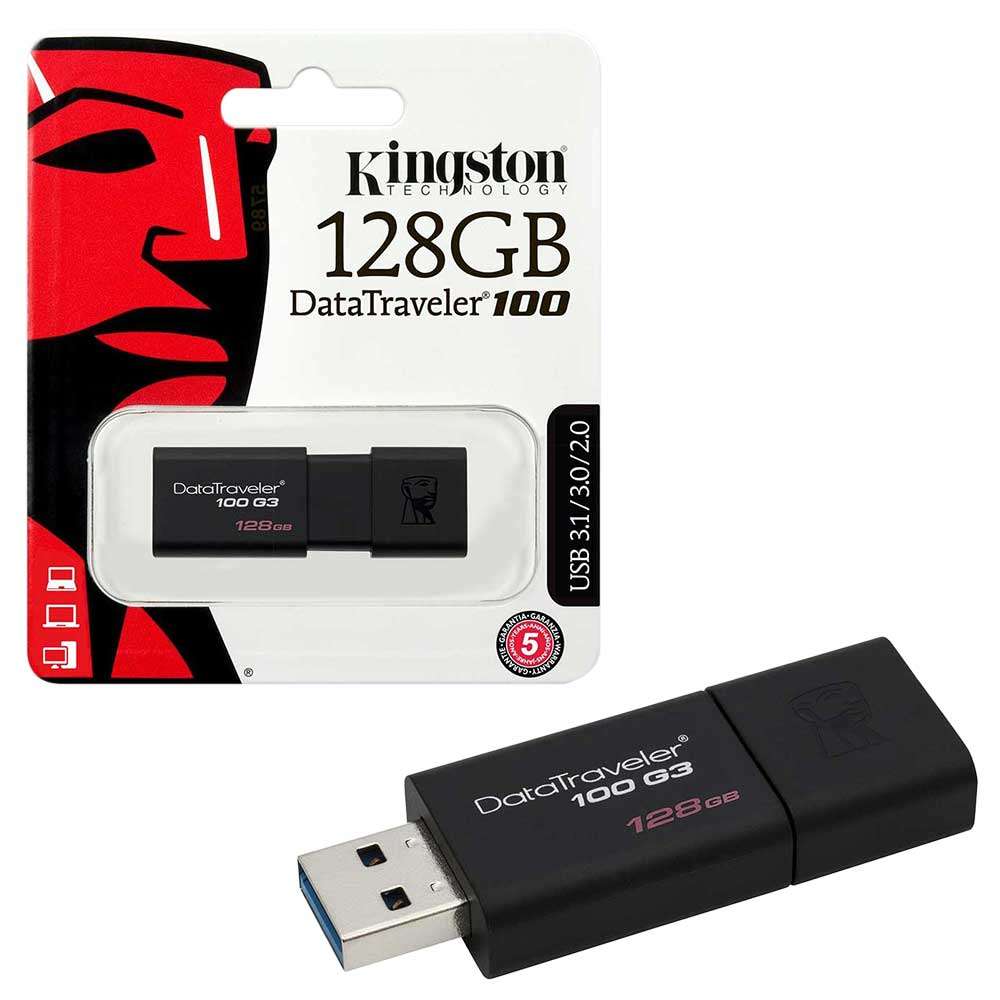 Kingston®
TECHNOLOGY
128GB
DataTraveler® 100
5789
DataTraveler®
100 G3
128GB
USB 3.1 / 3.0 / 2.0
5
®
DataTraveler®
100 G3
128GB